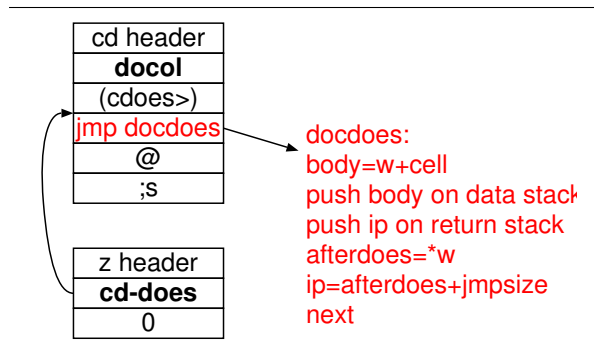 cd header
docol
(cdoes>)
jmp docdoes
@
;s
docdoes:
body=w+cell
push body on data stack
push ip on return stack
afterdoes=*w
ip=afterdoes+jmpsize
next
z header
cd-does
0